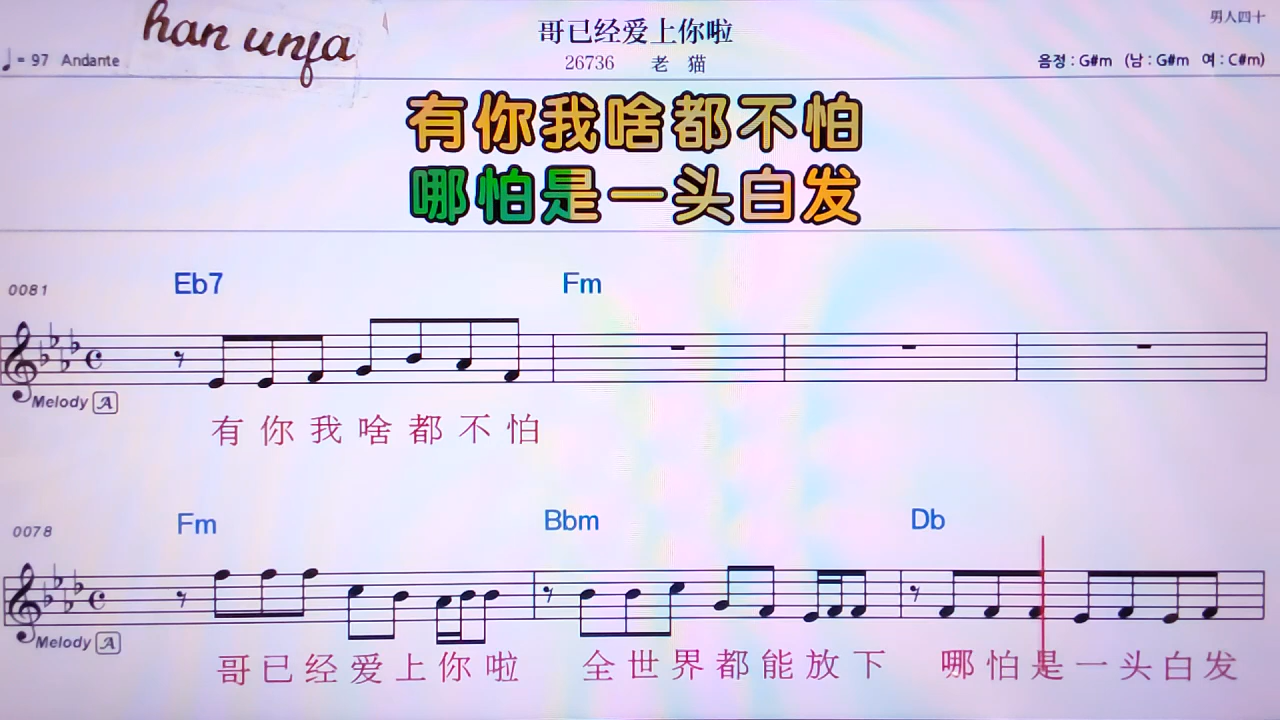 han unfa
哥已经爱上你啦
男人四十
♩= 97 Andante
26736 老 猫
음정 : G#m (남 : G#m 여 : C#m)
有你我啥都不怕
哪怕是一头白发
0081
Eb7 Fm
Melody A
有 你 我 啥 都 不 怕
0078
Fm Bbm Db
Melody A
哥 已 经 爱 上 你 啦 全 世 界 都 能 放 下 哪 怕 是 一 头 白 发